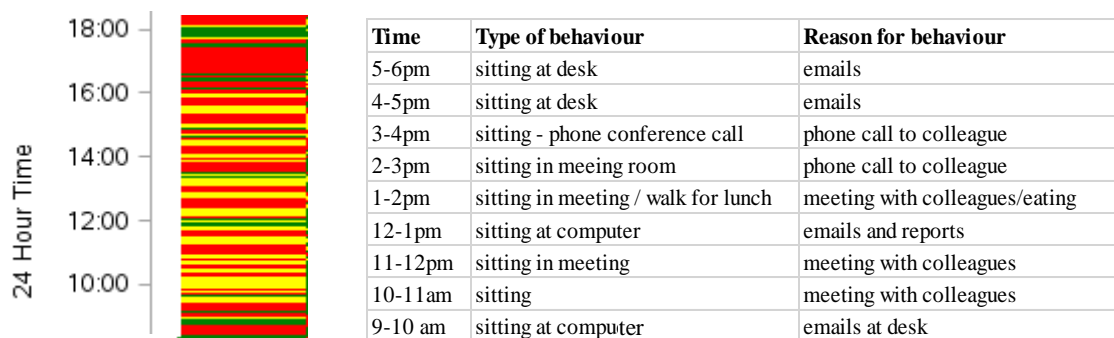 18:00
16:00
14:00
12:00
10:00
24 Hour Time
Time Type of behaviour Reason for behaviour
5-6pm sitting at desk emails
4-5pm sitting at desk emails
3-4pm sitting - phone conference call phone call to colleague
2-3pm sitting in meeing room phone call to colleague
1-2pm sitting in meeting / walk for lunch meeting with colleagues/eating
12-1pm sitting at computer emails and reports
11-12pm sitting in meeting meeting with colleagues
10-11am sitting meeting with colleagues
9-10 am sitting at computer emails at desk